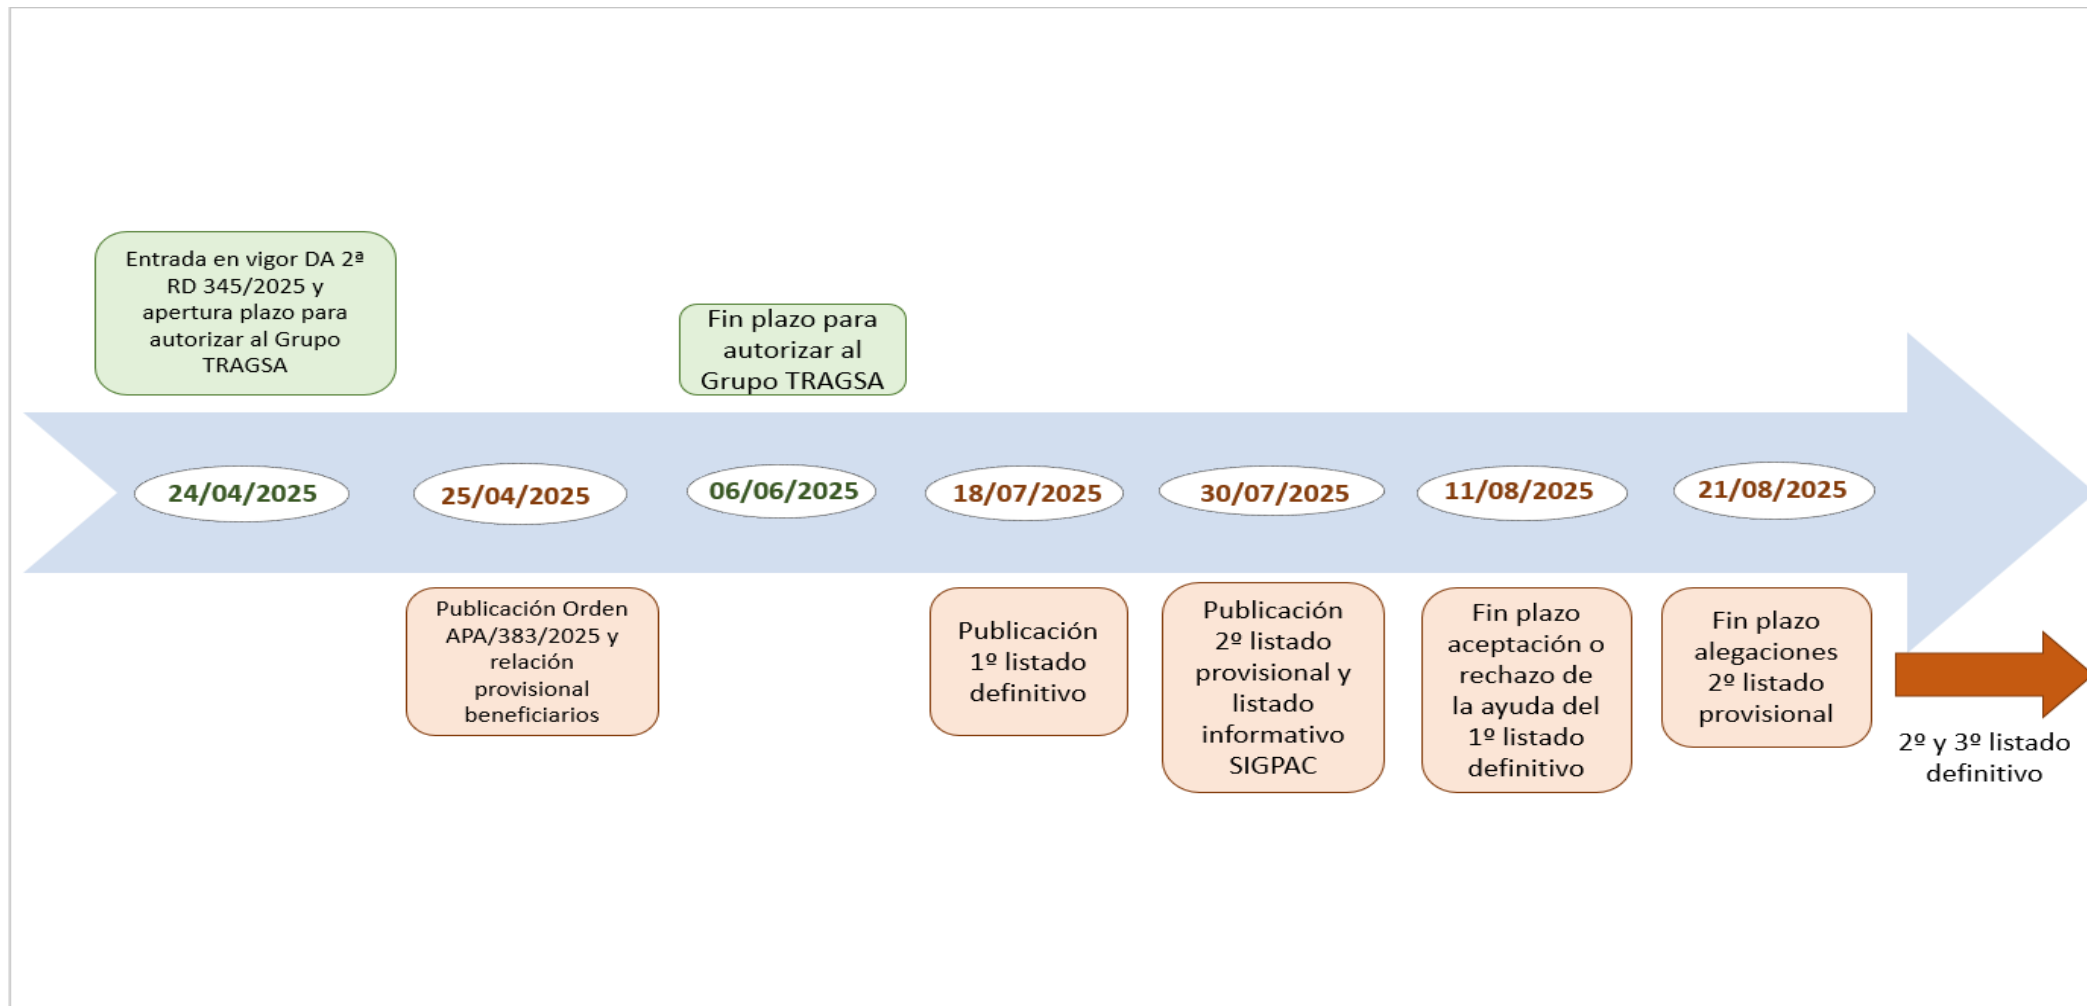 Entrada en vigor DA 2ª
RD 345/2025 y
apertura plazo para
autorizar al Grupo
TRAGSA
Fin plazo para
autorizar al
Grupo TRAGSA
24/04/2025
25/04/2025
06/06/2025
18/07/2025
30/07/2025
11/08/2025
21/08/2025
Publicación Orden
APA/383/2025 y
relación
provisional
beneficiarios
Publicación
1º listado
definitivo
Publicación
2º listado
provisional y
listado
informativo
SIGPAC
Fin plazo
aceptación o
rechazo de
la ayuda del
1º listado
definitivo
Fin plazo
alegaciones
2º listado
provisional
2º y 3º listado
definitivo